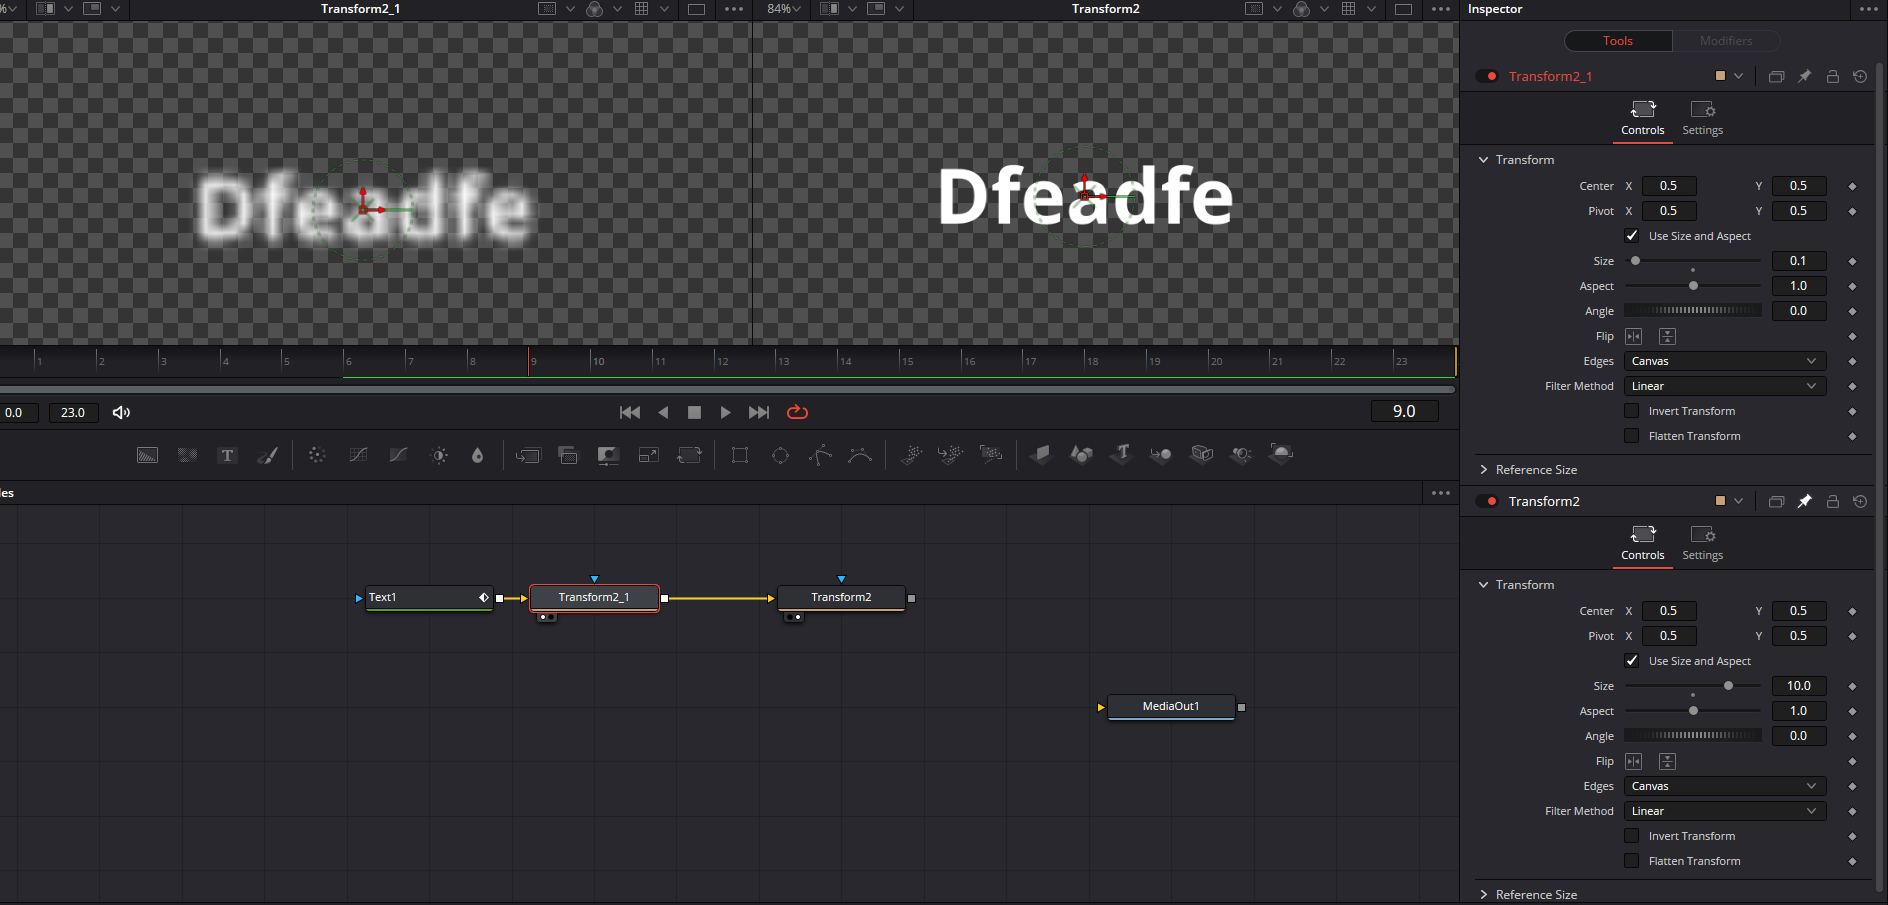 %
Transform2_1
84%
Transform2
Inspector
Tools
Modifiers
Transform2_1
Controls
Settings
Transform
Center X 0.5 Y 0.5
Pivot X 0.5 Y 0.5
Use Size and Aspect
Size 0.1
Aspect 1.0
Angle 0.0
Flip
Edges Canvas
Filter Method Linear
Invert Transform
Flatten Transform
Reference Size
Transform2
Controls
Settings
Transform
Center X 0.5 Y 0.5
Pivot X 0.5 Y 0.5
Use Size and Aspect
Size 10.0
Aspect 1.0
Angle 0.0
Flip
Edges Canvas
Filter Method Linear
Invert Transform
Flatten Transform
Reference Size
Dfeadfe
Dfeadfe
1 2 3 4 5 6 7 8 9 10 11 12 13 14 15 16 17 18 19 20 21 22 23
0.0 23.0 9.0
T
T
les
Text1
Transform2_1
Transform2
MediaOut1